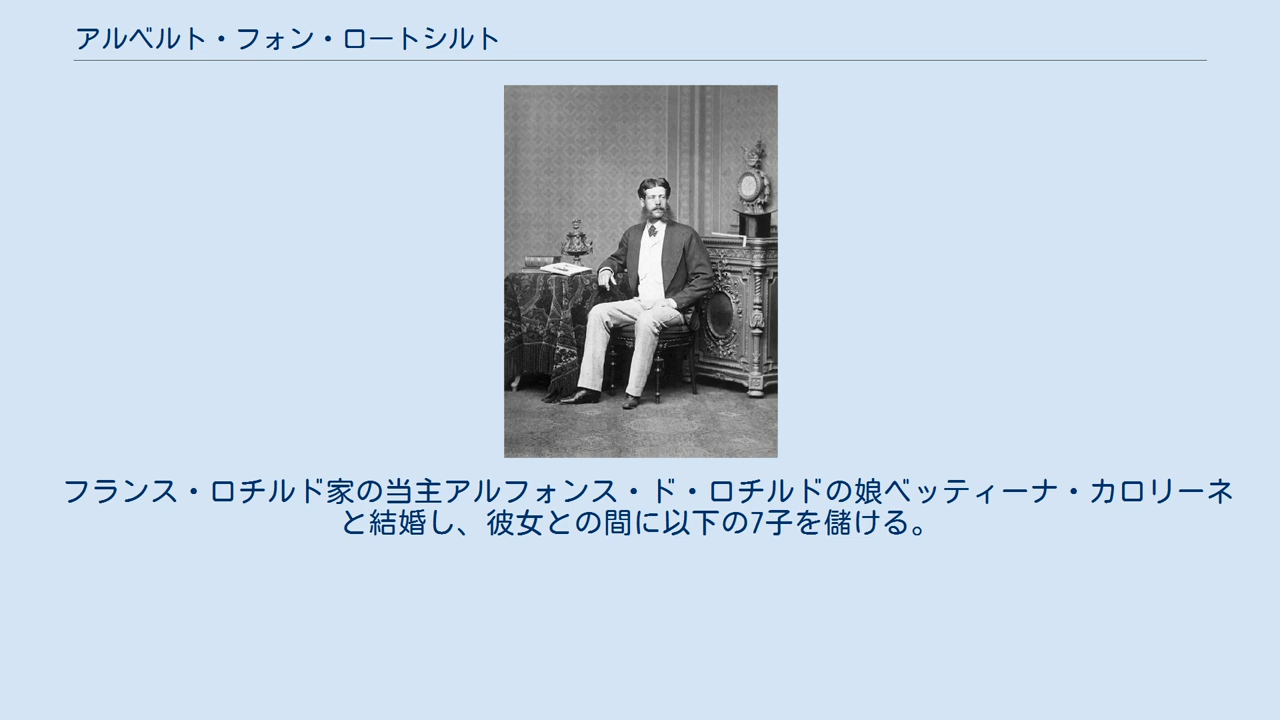 アルベルト・フォン・ロートシルト
フランス・ロチルド家の当主アルフォンス・ド・ロチルドの娘ベッティーナ・カロリーネ
と結婚し、彼女との間に以下の7子を儲ける。